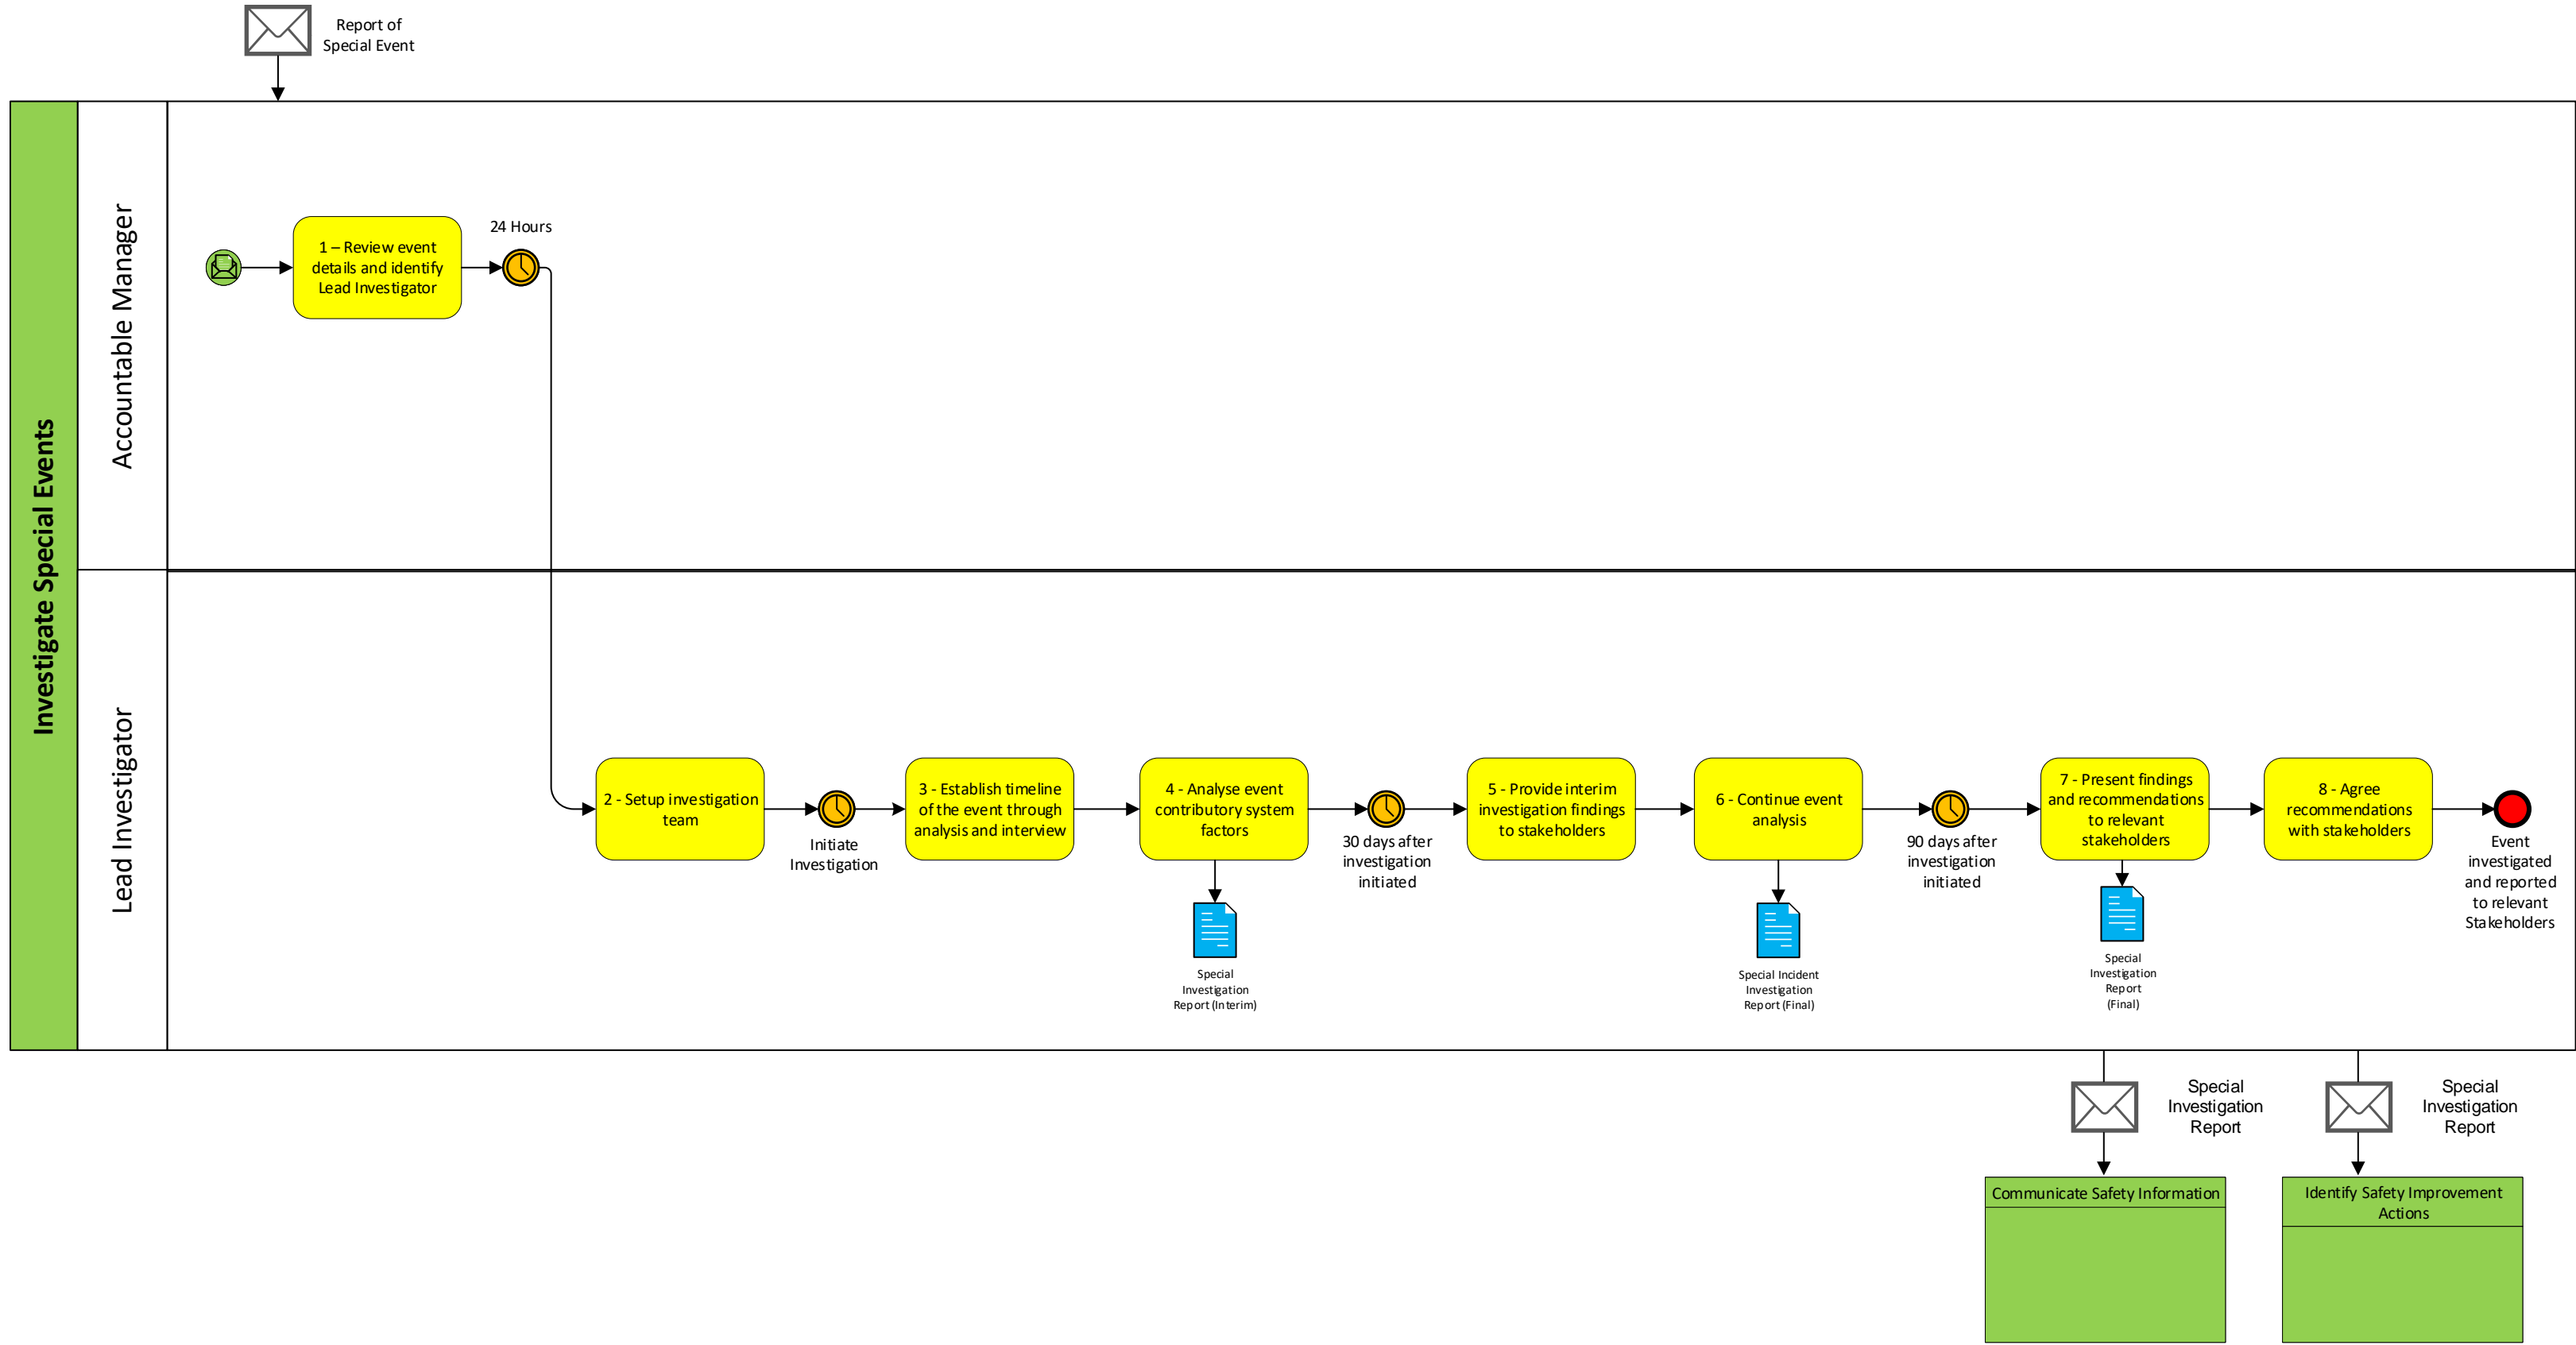 Report of
Special Event
Investigate Special Events
Accountable Manager
1 – Review event
details and identify
Lead Investigator
24 Hours
Lead Investigator
2 - Setup investigation
team
Initiate
Investigation
3 - Establish timeline
of the event through
analysis and interview
4 - Analyse event
contributory system
factors
Special
Investigation
Report (Interim)
30 days after
investigation
initiated
5 - Provide interim
investigation findings
to stakeholders
6 - Continue event
analysis
Special Incident
Investigation
Report (Final)
90 days after
investigation
initiated
7 - Present findings
and recommendations
to relevant
stakeholders
Special
Investigation
Report
(Final)
8 - Agree
recommendations
with stakeholders
Event
investigated
and reported
to relevant
Stakeholders
Special
Investigation
Report
Special
Investigation
Report
Communicate Safety Information
Identify Safety Improvement
Actions